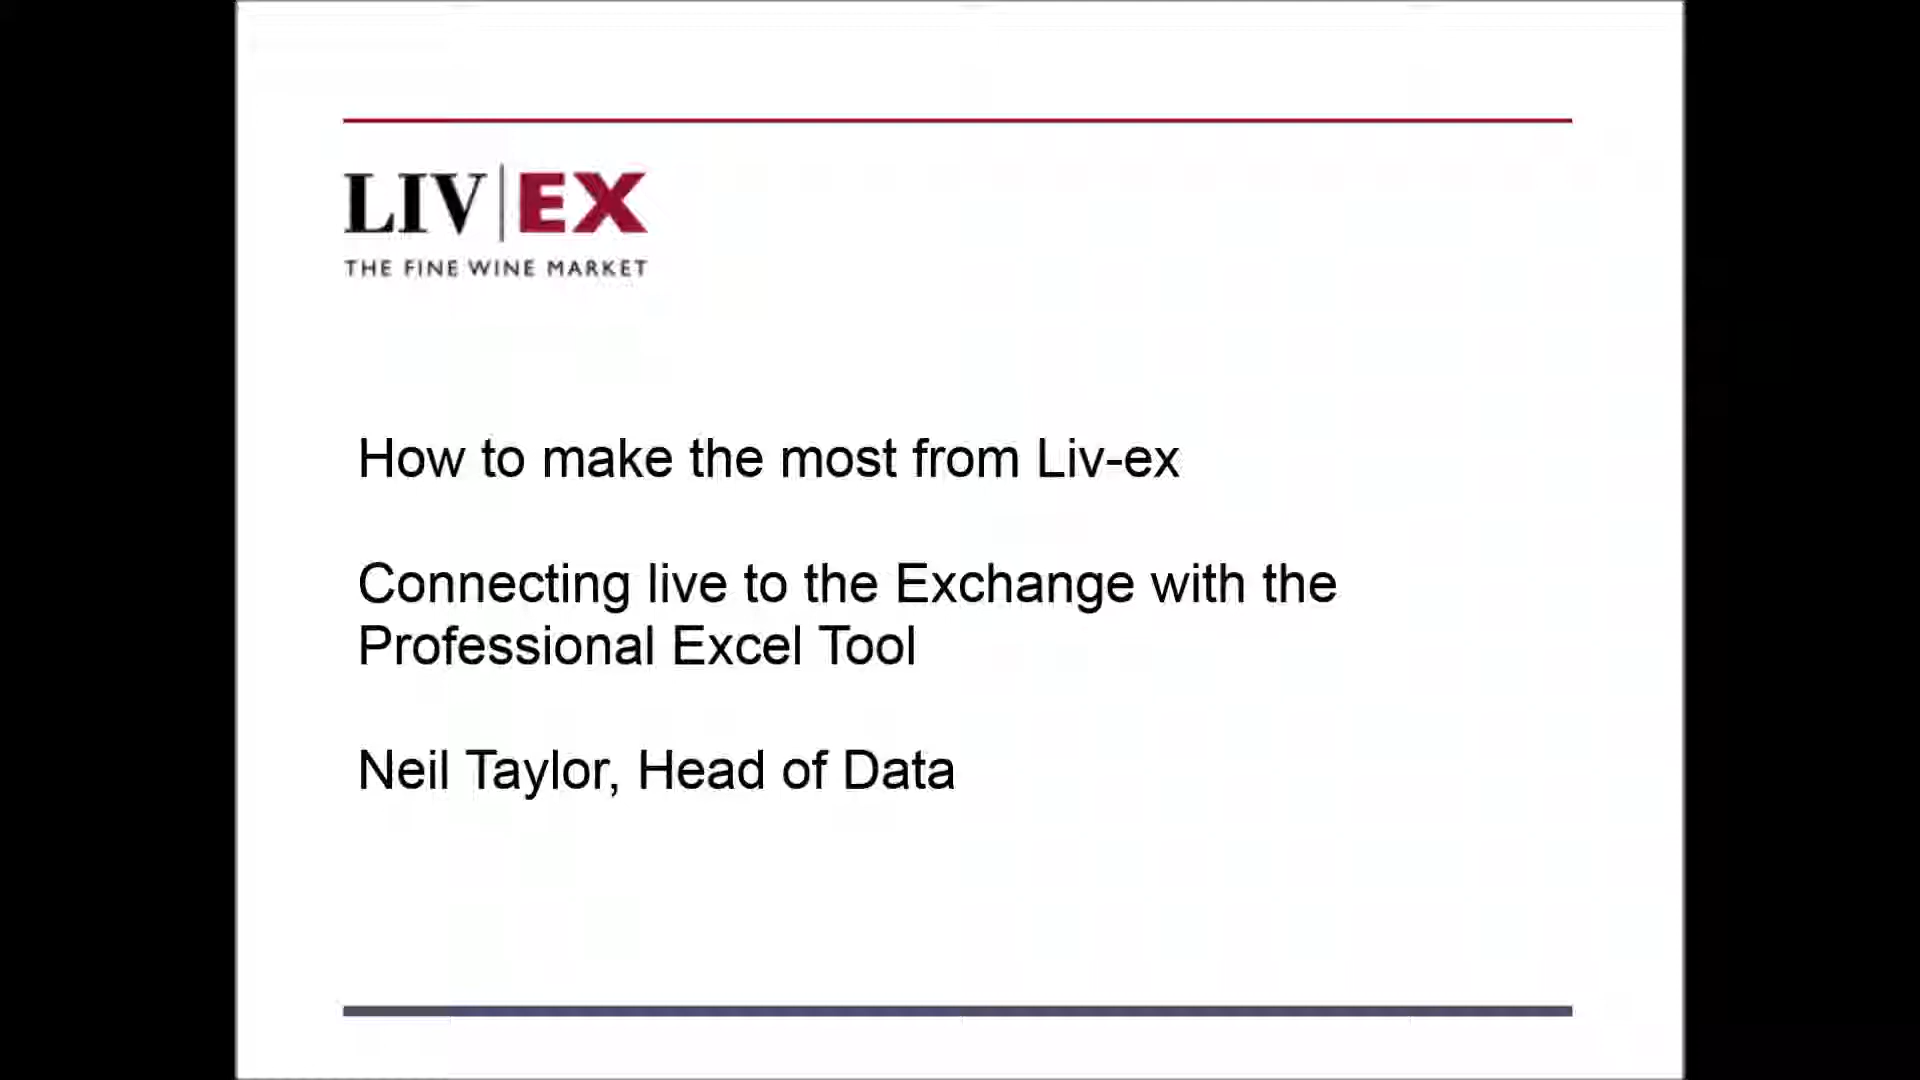 LIV|EX
THE FINE WINE MARKET
How to make the most from Liv-ex
Connecting live to the Exchange with the
Professional Excel Tool
Neil Taylor, Head of Data